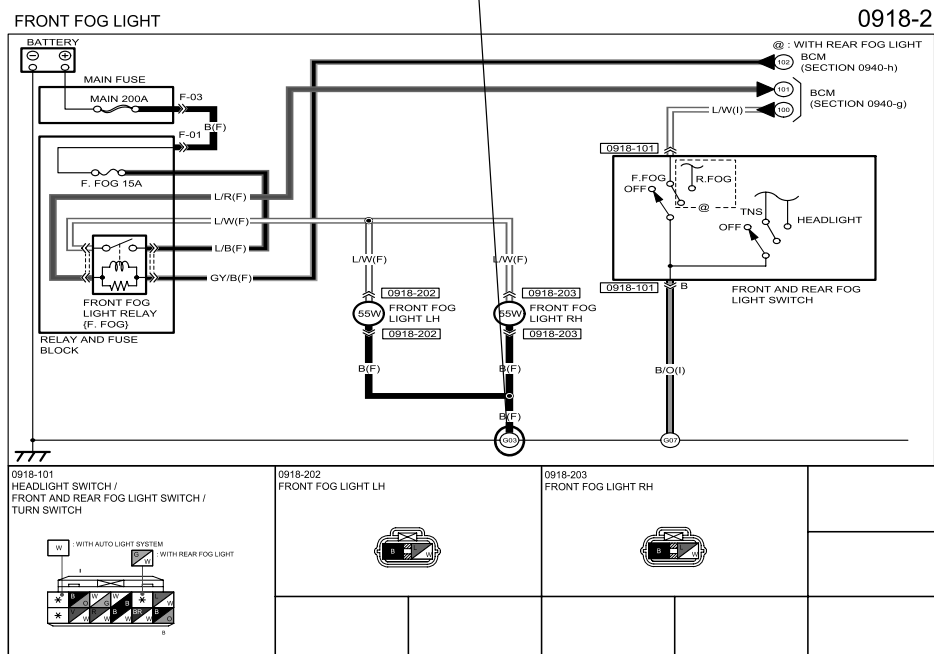 FRONT FOG LIGHT
0918-2
BATTERY
@ : WITH REAR FOG LIGHT
102
BCM
(SECTION 0940-h)
MAIN FUSE
MAIN 200A
F-03
B(F)
101
BCM
(SECTION 0940-g)
L/W(I)
100
F-01
0918-101
F. FOG 15A
L/R(F)
L/W(F)
L/B(F)
GY/B(F)
F.FOG
OFF
R.FOG
@
TNS
OFF
HEADLIGHT
L/W(F)
L/W(F)
0918-101
B
FRONT AND REAR FOG
LIGHT SWITCH
0918-202
0918-203
FRONT FOG
LIGHT RELAY
{F. FOG}
55W
FRONT FOG
LIGHT LH
55W
FRONT FOG
LIGHT RH
0918-202
0918-203
RELAY AND FUSE
BLOCK
B(F)
B(F)
B/O(I)
B(F)
G03
G07
0918-101
HEADLIGHT SWITCH /
FRONT AND REAR FOG LIGHT SWITCH /
TURN SWITCH
W
: WITH AUTO LIGHT SYSTEM
G
W
: WITH REAR FOG LIGHT
I
* B O W G W B * L W
* V W R W B W BR W B O
B
0918-202
FRONT FOG LIGHT LH
B L W
0918-203
FRONT FOG LIGHT RH
B L W